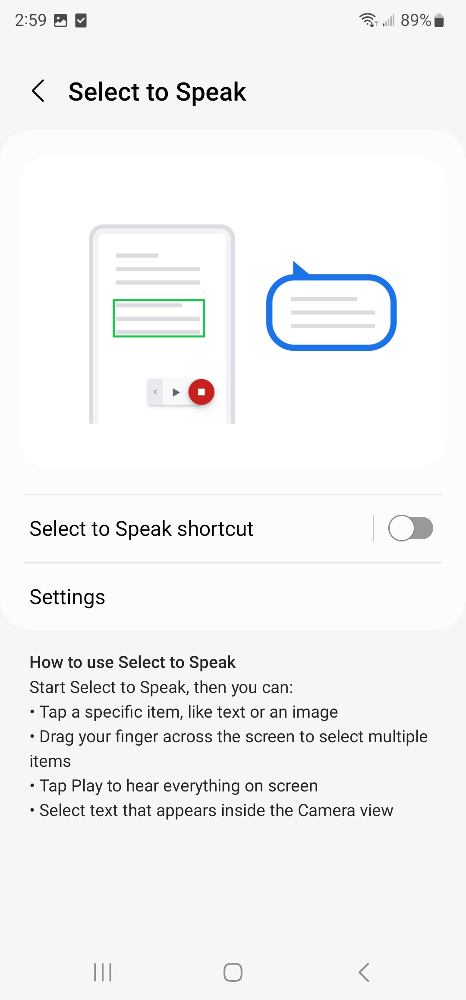 2:59
89%
Select to Speak
Select to Speak shortcut
Settings
How to use Select to Speak
Start Select to Speak, then you can:
• Tap a specific item, like text or an image
• Drag your finger across the screen to select multiple
items
• Tap Play to hear everything on screen
• Select text that appears inside the Camera view